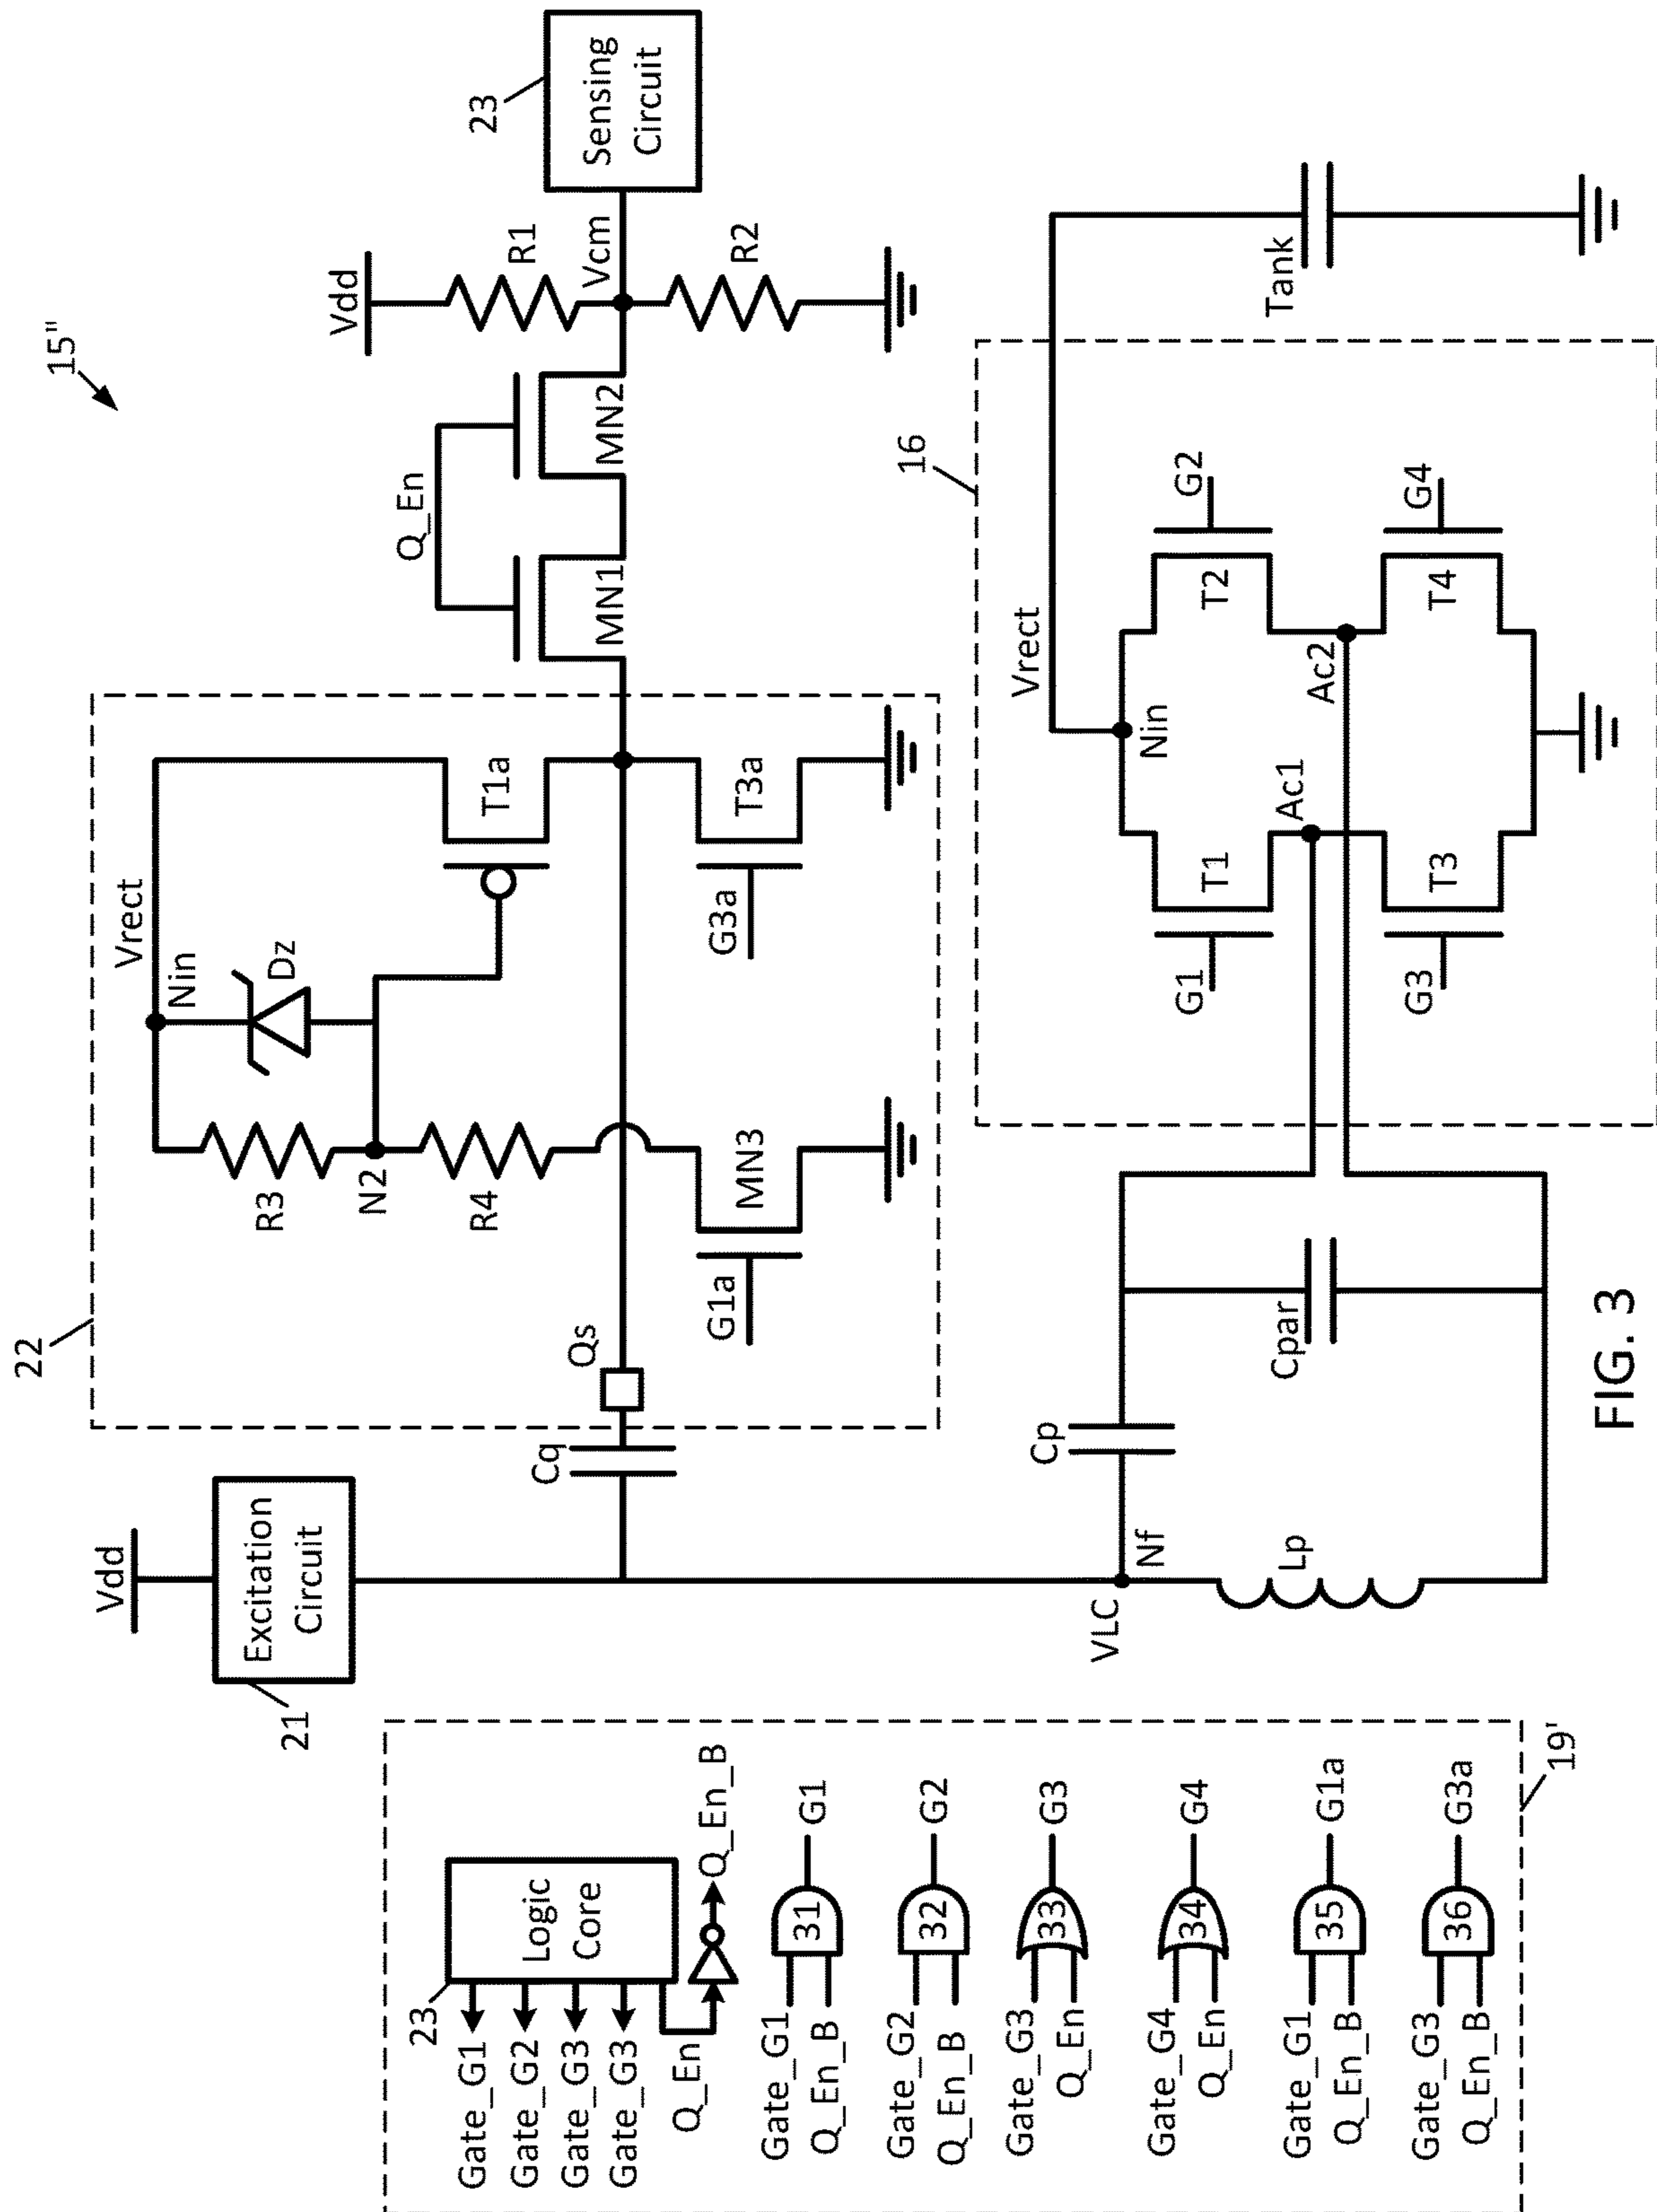 15"
23
Sensing
Circuit
Vdd
R1
Vcm
R2
Q_En
MN1
MN2
22
Vrect
Nin
Dz
R3
N2
R4
T1a
G3a
T3a
G1a
MN3
Qs
Cq
Vdd
Excitation
Circuit
21
16
Vrect
Tank
Nin
G1
T1
T2
G2
Ac1
Ac2
G3
T3
T4
G4
Cp
Cpar
VLC
Nf
Lp
23
Logic
Core
Gate_G1
Gate_G2
Gate_G3
Gate_G3
Q_En
Q_En_B
Gate_G1
Q_En_B
31
G1
Gate_G2
Q_En_B
32
G2
Gate_G3
Q_En
33
G3
Gate_G4
Q_En
34
G4
Gate_G1
Q_En_B
35
G1a
Gate_G3
Q_En_B
36
G3a
19'
FIG. 3